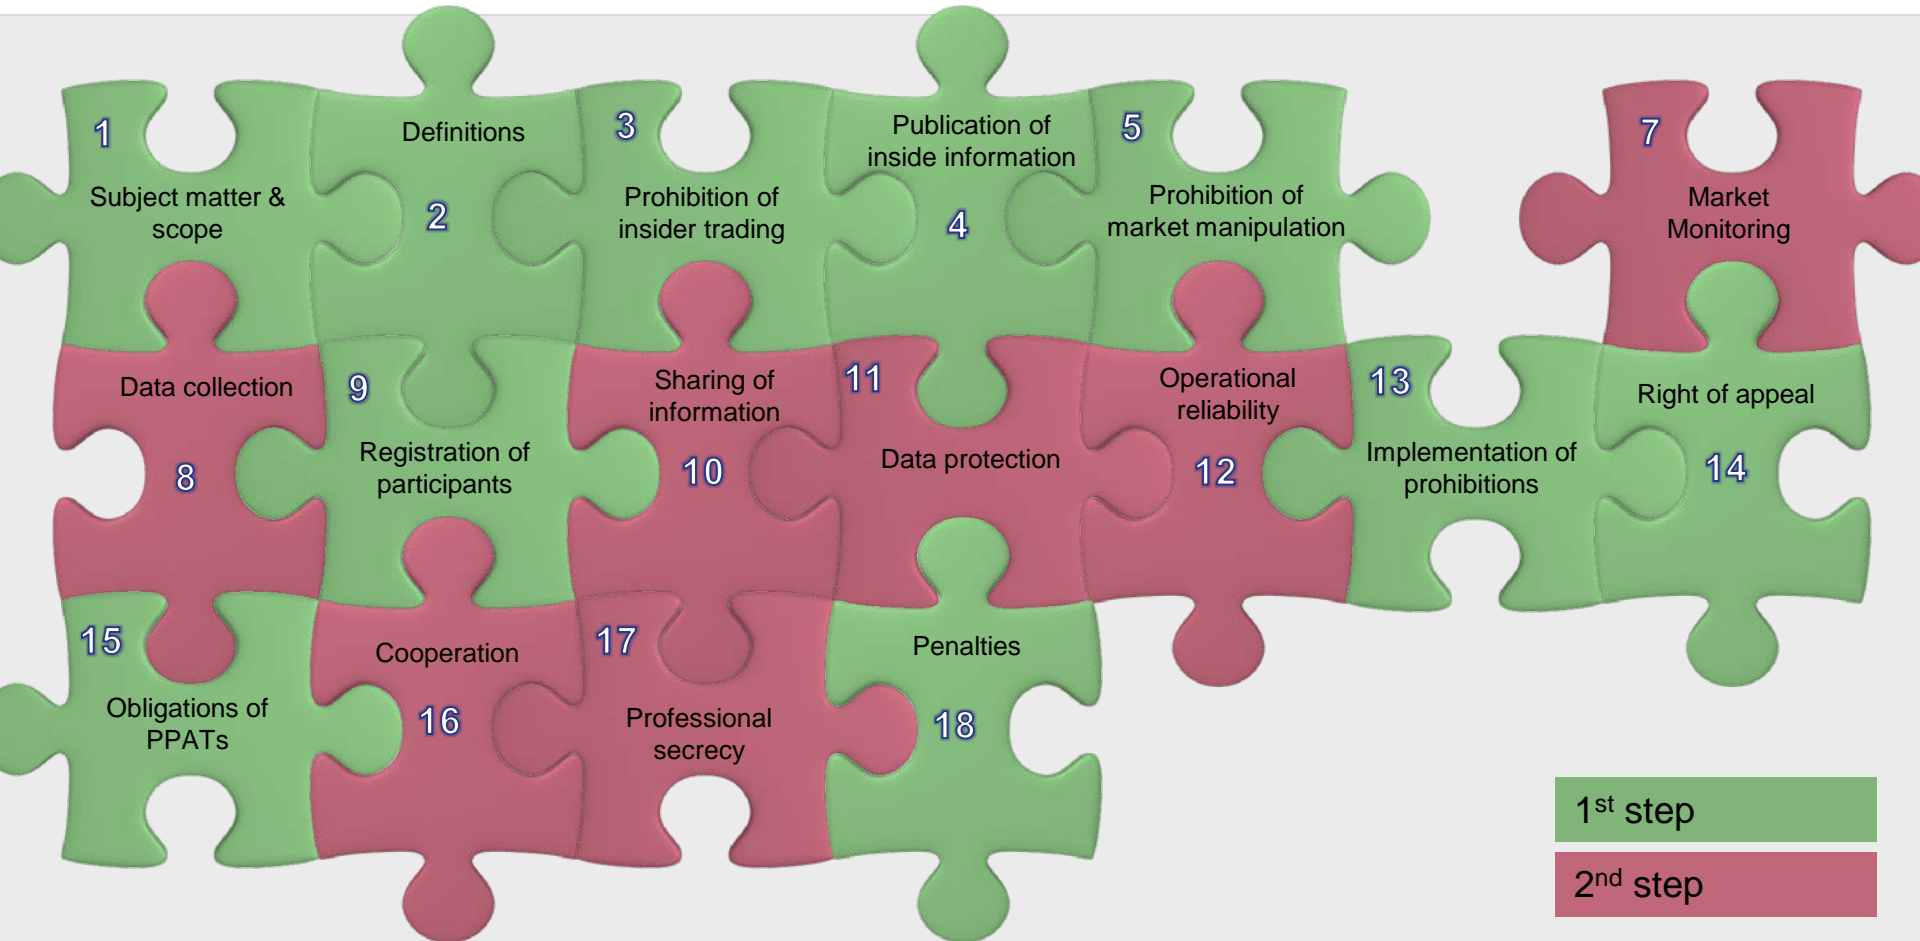 1
Subject matter &
scope
Definitions
2
3
Prohibition of
insider trading
Publication of
inside information
4
5
Prohibition of
market manipulation
7
Market
Monitoring
Data collection
8
9
Registration of
participants
Sharing of
information
10
11
Data protection
Operational
reliability
12
13
Implementation of
prohibitions
Right of appeal
14
15
Obligations of
PPATs
Cooperation
16
17
Professional
secrecy
Penalties
18
1st step
2nd step